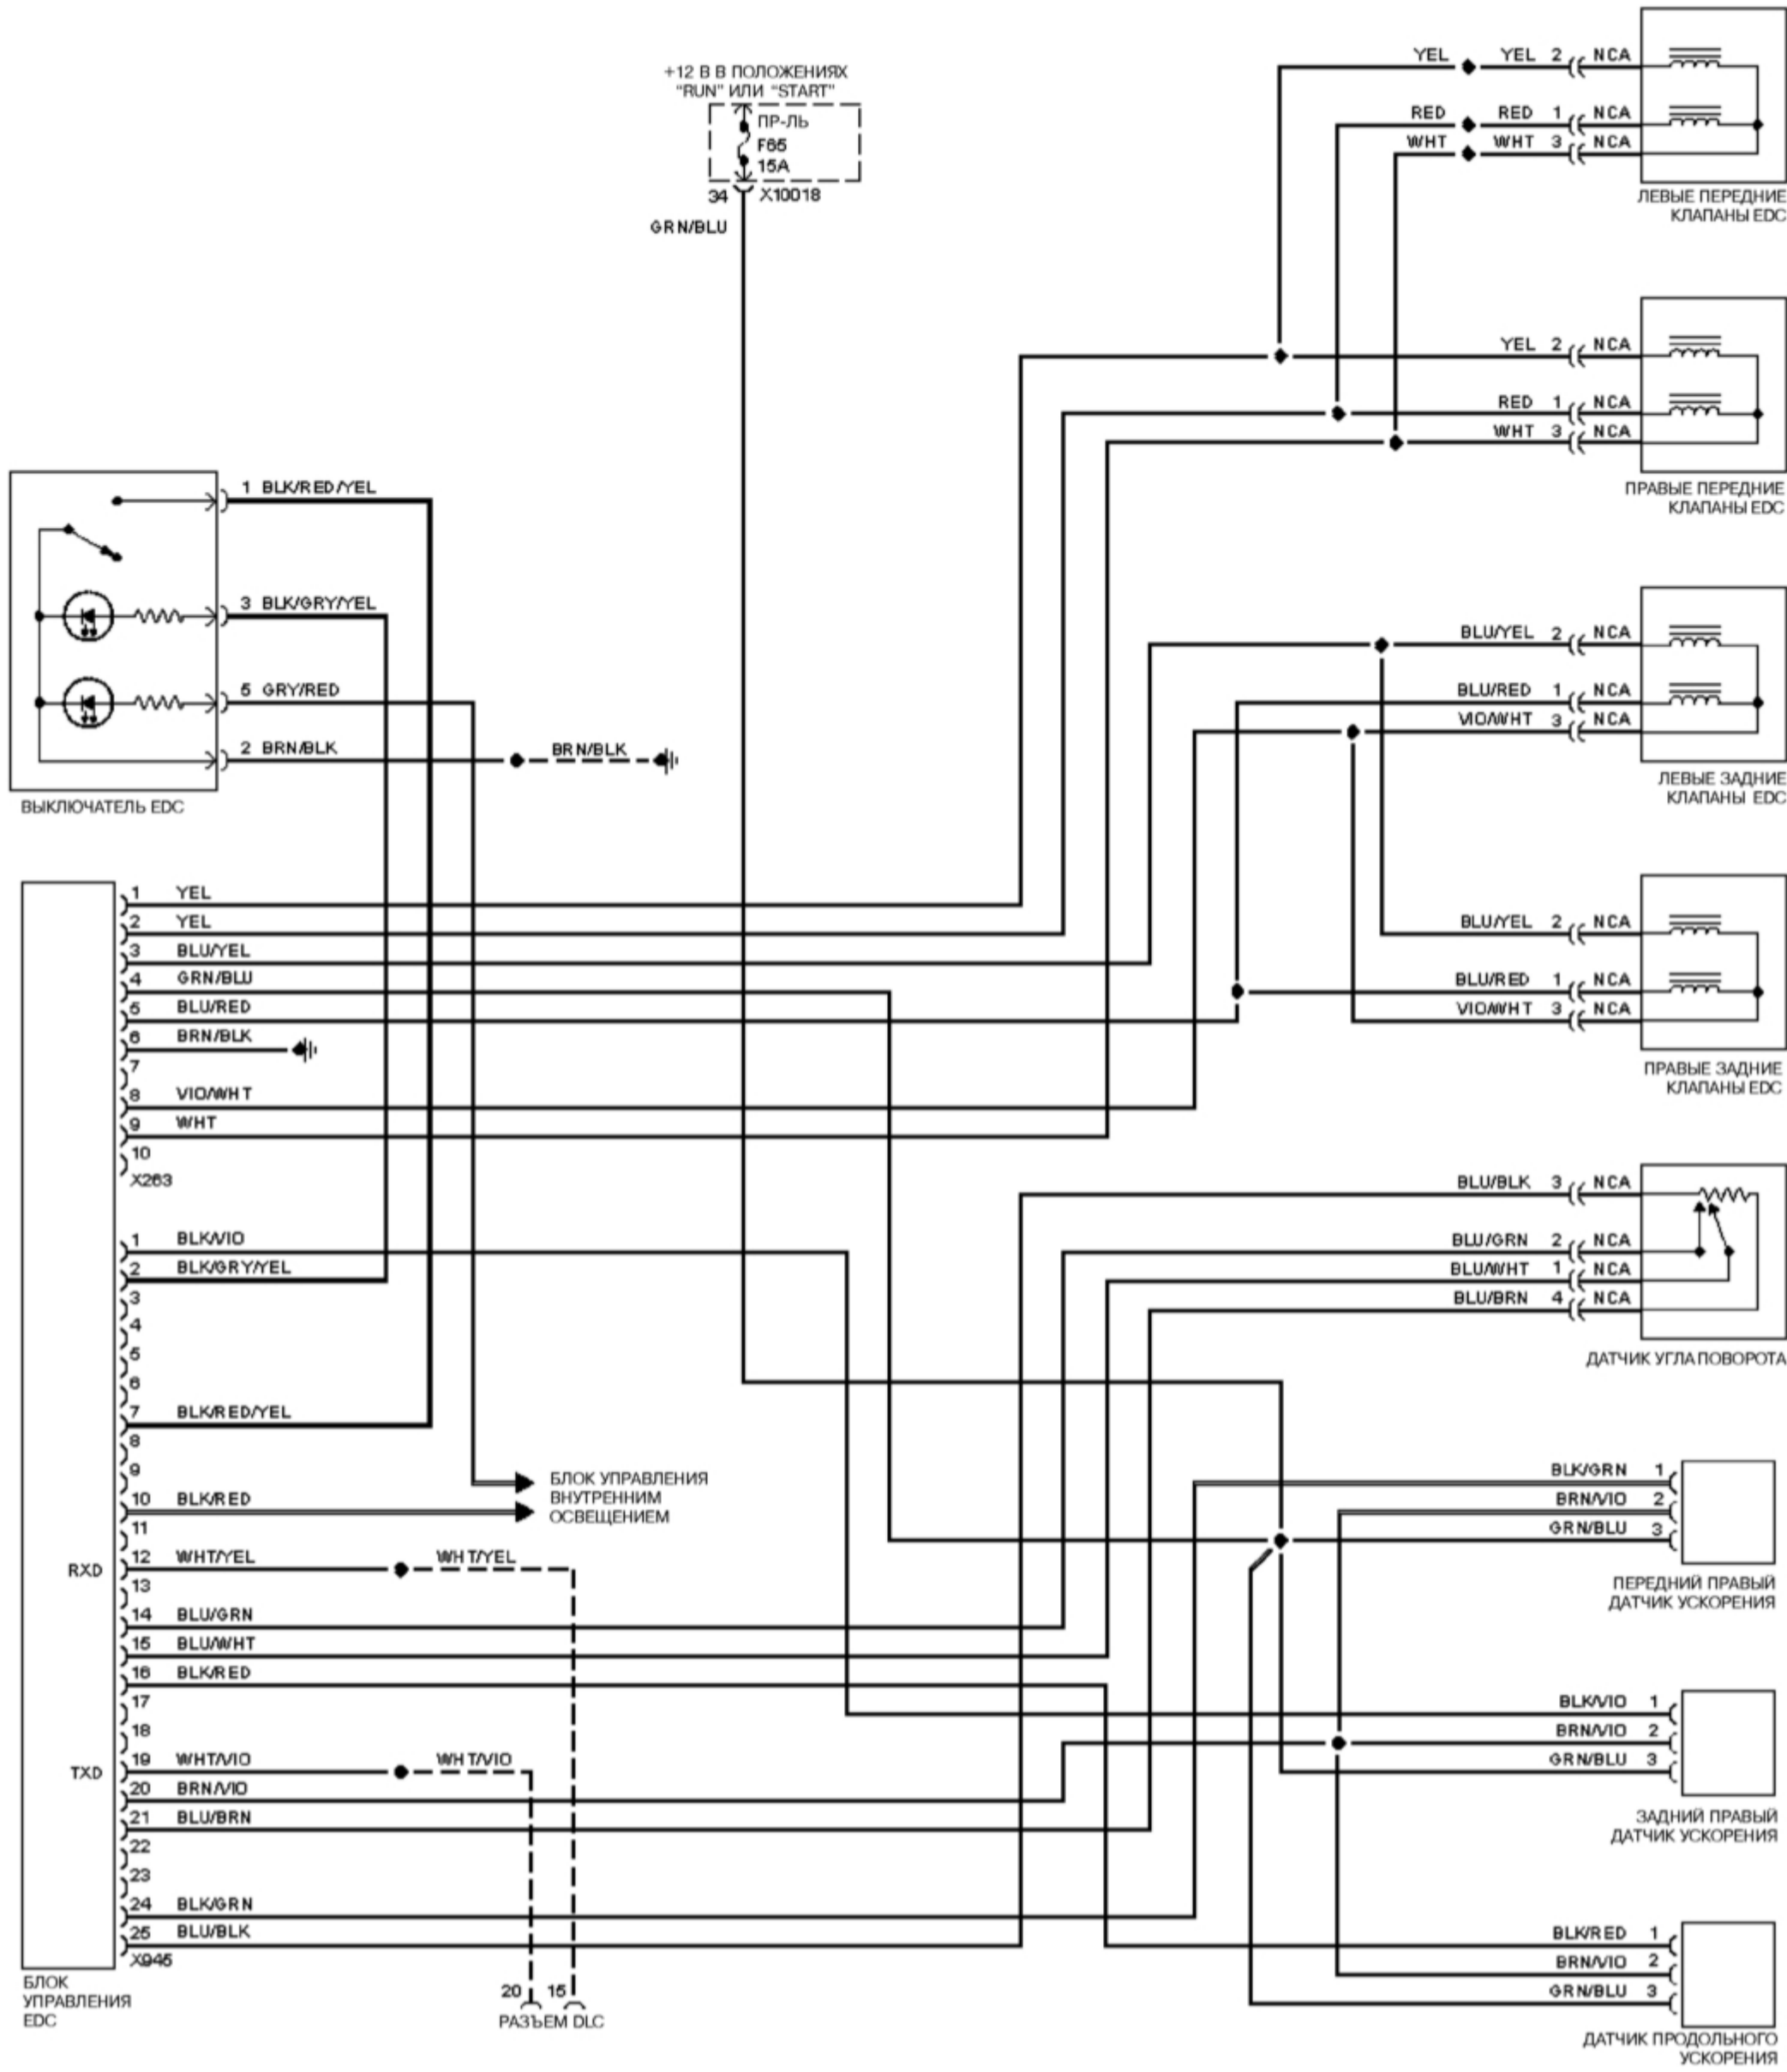 +12 В В ПОЛОЖЕНИЯХ
"RUN" ИЛИ "START"
ПР-ЛЬ
F65
15A
34 X10018
GRN/BLU
YEL YEL 2 NCA
RED RED 1 NCA
WHT WHT 3 NCA
ЛЕВЫЕ ПЕРЕДНИЕ
КЛАПАНЫ EDC
YEL 2 NCA
RED 1 NCA
WHT 3 NCA
ПРАВЫЕ ПЕРЕДНИЕ
КЛАПАНЫ EDC
1 BLK/RED/YEL
3 BLK/GRY/YEL
5 GRY/RED
2 BRN/BLK BRN/BLK
ВЫКЛЮЧАТЕЛЬ EDC
BLU/YEL 2 NCA
BLU/RED 1 NCA
VIO/WHT 3 NCA
ЛЕВЫЕ ЗАДНИЕ
КЛАПАНЫ EDC
BLU/YEL 2 NCA
BLU/RED 1 NCA
VIO/WHT 3 NCA
ПРАВЫЕ ЗАДНИЕ
КЛАПАНЫ EDC
1 YEL
2 YEL
3 BLU/YEL
4 GRN/BLU
5 BLU/RED
6 BRN/BLK
7
8 VIO/WHT
9 WHT
10
X263
1 BLK/VIO
2 BLK/GRY/YEL
3
4
5
6
7 BLK/RED/YEL
8
9
10 BLK/RED
11
RXD 12 WHT/YEL WHT/YEL
13
14 BLU/GRN
15 BLU/WHT
16 BLK/RED
17
18
TXD 19 WHT/VIO WHT/VIO
20 BRN/VIO
21 BLU/BRN
22
23
24 BLK/GRN
25 BLU/BLK
X945
БЛОК
УПРАВЛЕНИЯ
EDC
БЛОК УПРАВЛЕНИЯ
ВНУТРЕННИМ
ОСВЕЩЕНИЕМ
20 15
РАЗЪЕМ DLC
BLU/BLK 3 NCA
BLU/GRN 2 NCA
BLU/WHT 1 NCA
BLU/BRN 4 NCA
ДАТЧИК УГЛА ПОВОРОТА
BLK/GRN 1
BRN/VIO 2
GRN/BLU 3
ПЕРЕДНИЙ ПРАВЫЙ
ДАТЧИК УСКОРЕНИЯ
BLK/VIO 1
BRN/VIO 2
GRN/BLU 3
ЗАДНИЙ ПРАВЫЙ
ДАТЧИК УСКОРЕНИЯ
BLK/RED 1
BRN/VIO 2
GRN/BLU 3
ДАТЧИК ПРОДОЛЬНОГО
УСКОРЕНИЯ